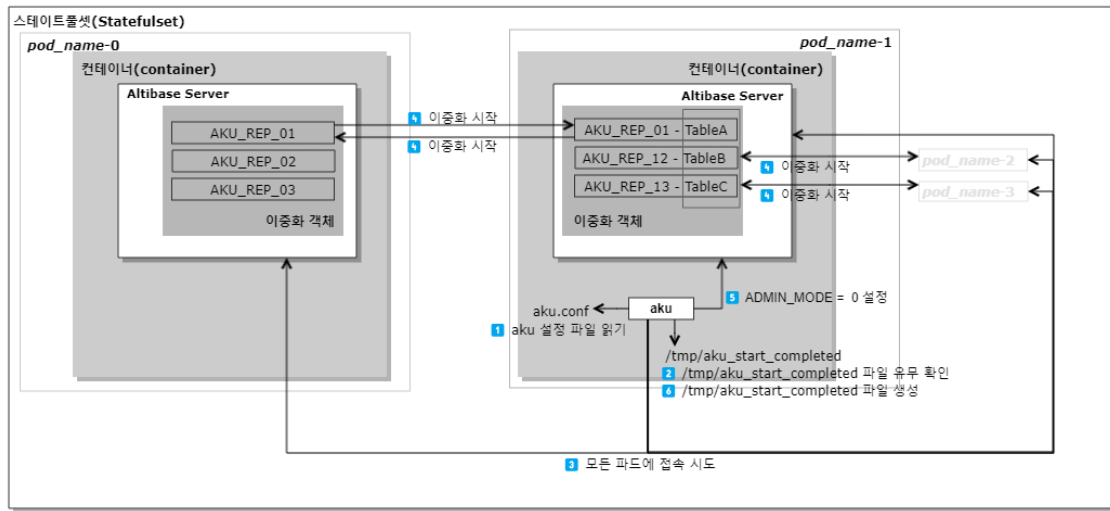 스테이트풀셋(Statefulset)
pod_name-0
컨테이너(container)
Altibase Server
AKU_REP_01
AKU_REP_02
AKU_REP_03
이중화 객체
4 이중화 시작
4 이중화 시작
pod_name-1
컨테이너(container)
Altibase Server
AKU_REP_01 - TableA
AKU_REP_12 - TableB
AKU_REP_13 - TableC
이중화 객체
4 이중화 시작
4 이중화 시작
pod_name-2
pod_name-3
5 ADMIN_MODE = 0 설정
aku.conf
aku
1 aku 설정 파일 읽기
/tmp/aku_start_completed
2 /tmp/aku_start_completed 파일 유무 확인
6 /tmp/aku_start_completed 파일 생성
3 모든 파드에 접속 시도